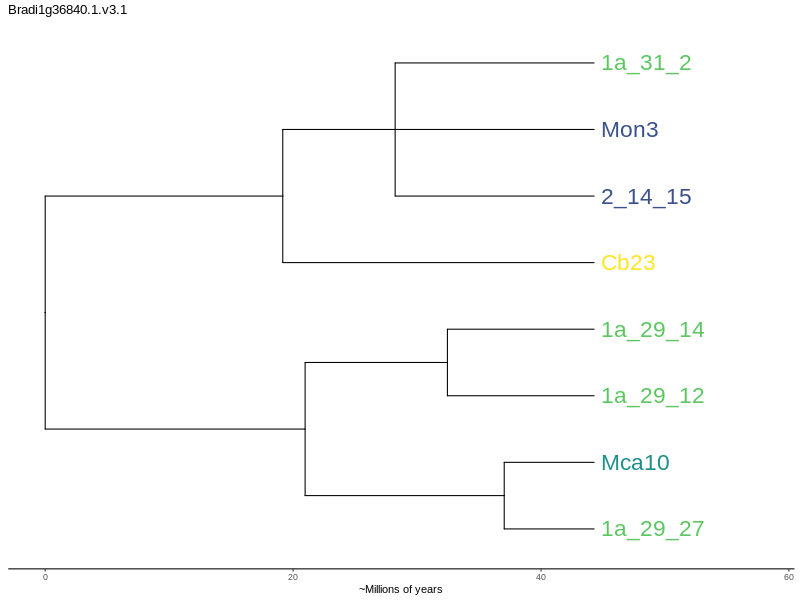 Bradi1g36840.1.v3.1
1a_31_2
Mon3
2_14_15
Cb23
1a_29_14
1a_29_12
Mca10
1a_29_27
0 20 40 60
~Millions of years